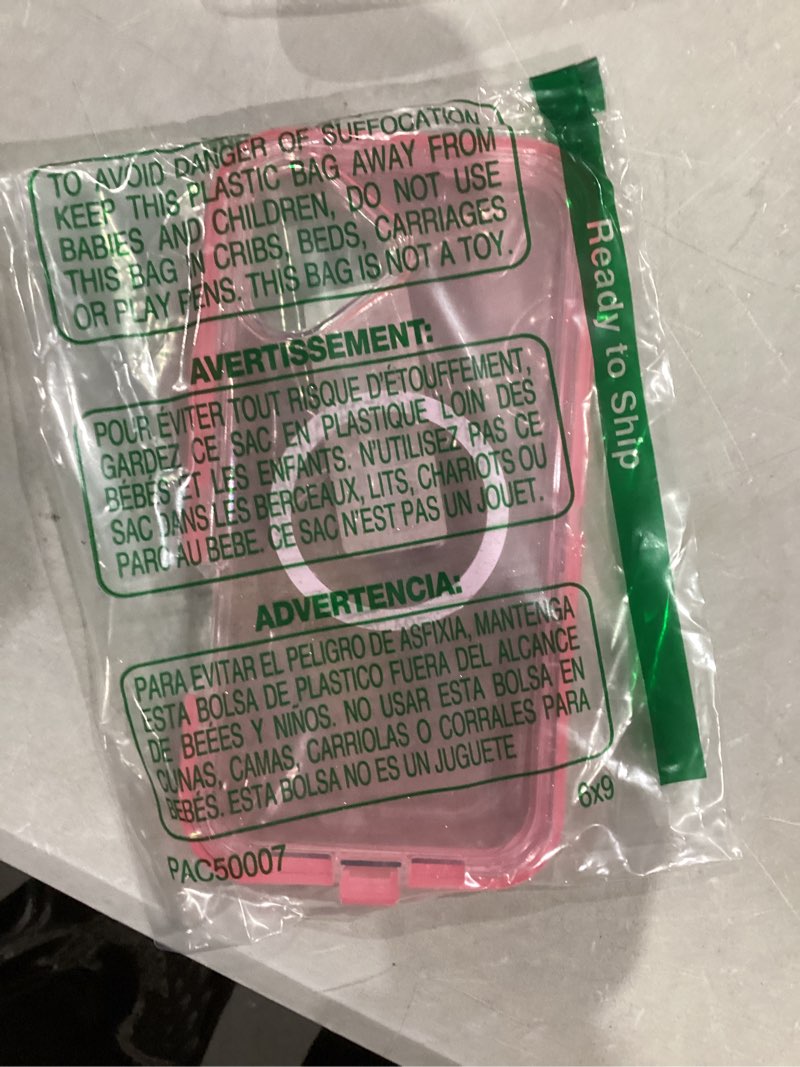 TO AVOID DANGER OF SUFFOCATION
KEEP THIS PLASTIC BAG AWAY FROM
BABIES AND CHILDREN, DO NOT USE
THIS BAG IN CRIBS, BEDS, CARRIAGES
OR PLAY PENS. THIS BAG IS NOT A TOY.
AVERTISSEMENT:
POUR ÉVITER TOUT RISQUE D'ÉTOUFFEMENT,
GARDEZ CE SAC EN PLASTIQUE LOIN DES
BÉBÉS ET LES ENFANTS. N'UTILISEZ PAS CE
SAC DANS LES BERCEAUX, LITS, CHARIOTS OU
PARC AU BEBE. CE SAC N'EST PAS UN JOUET.
ADVERTENCIA:
PARA EVITAR EL PELIGRO DE ASFIXIA, MANTENGA
ESTA BOLSA DE PLASTICO FUERA DEL ALCANCE
DE BEÉES Y NIÑOS. NO USAR ESTA BOLSA EN
CUNAS, CAMAS, CARRIOLAS O CORRALES PARA
BEBÉS. ESTA BOLSA NO ES UN JUGUETE
PAC50007
6x9
Ready to Ship